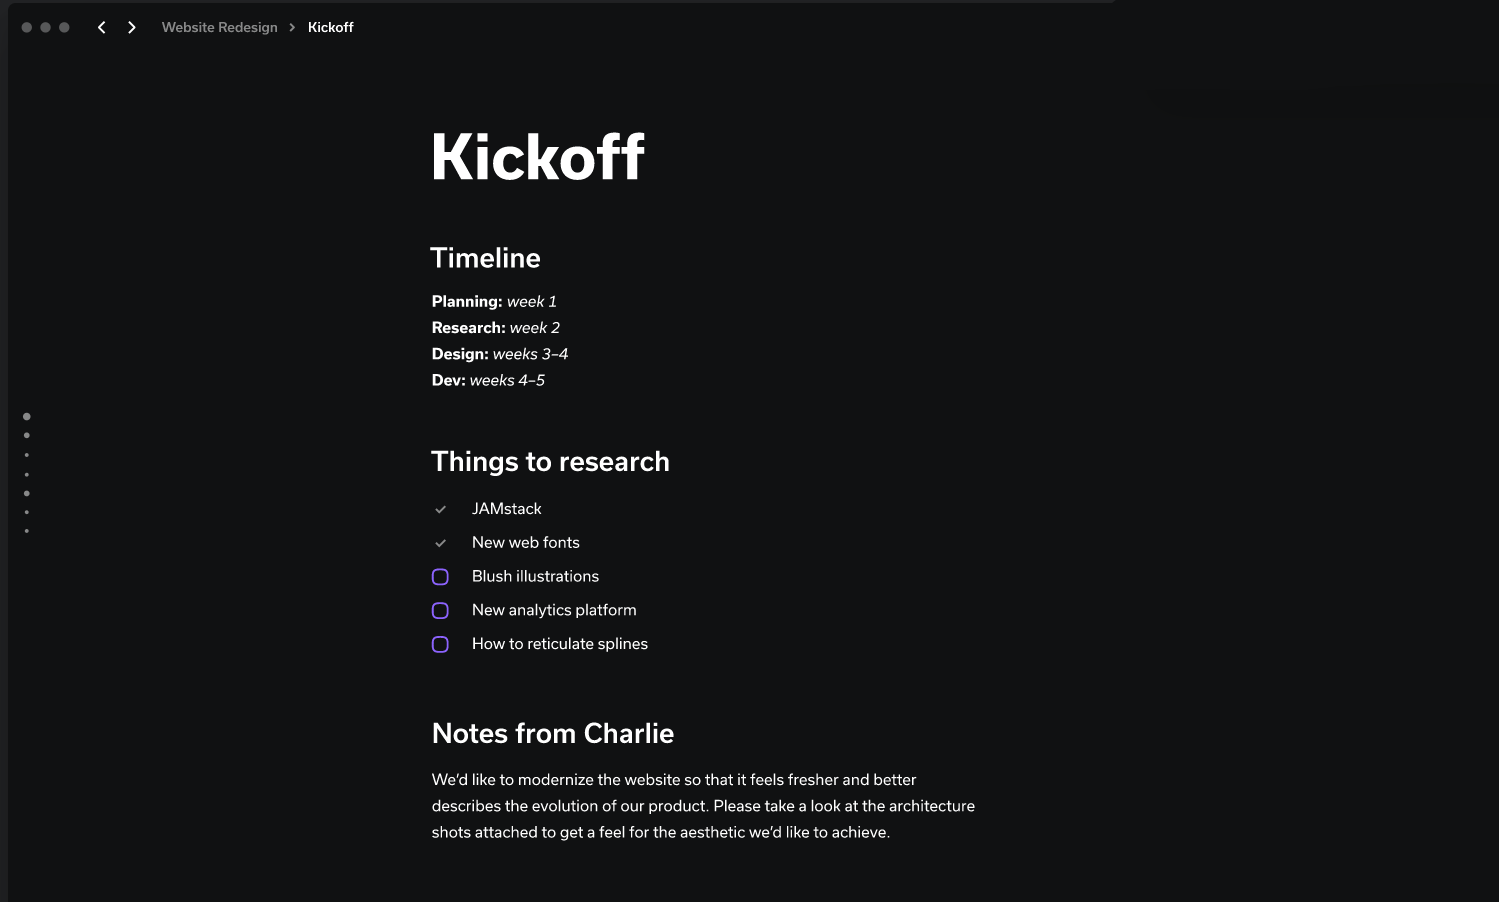 Website Redesign > Kickoff
Kickoff
Timeline
Planning: week 1
Research: week 2
Design: weeks 3–4
Dev: weeks 4–5
Things to research
JAMstack
New web fonts
Blush illustrations
New analytics platform
How to reticulate splines
Notes from Charlie
We’d like to modernize the website so that it feels fresher and better
describes the evolution of our product. Please take a look at the architecture
shots attached to get a feel for the aesthetic we’d like to achieve.